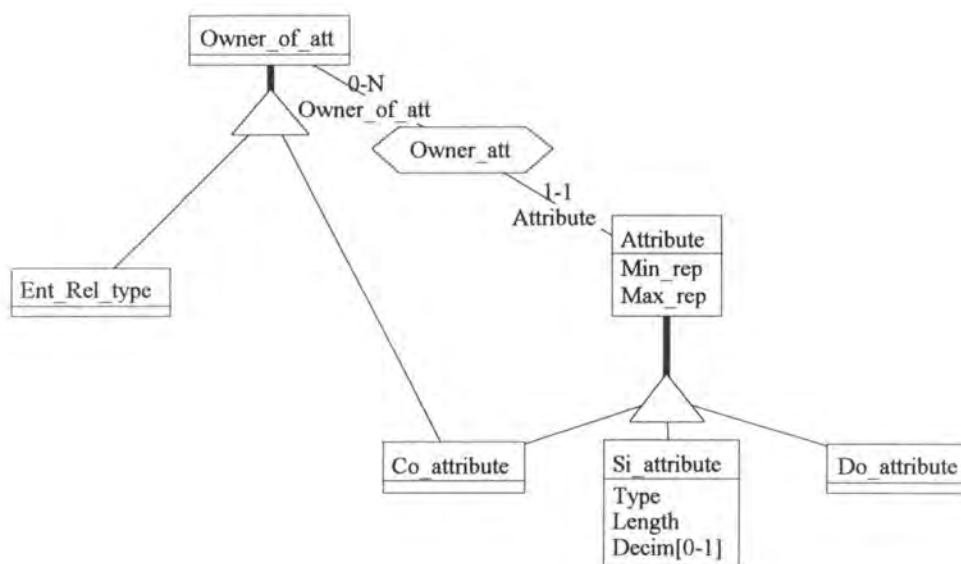 Owner_of_att
0-N
Owner_of_att
Owner_att
1-1
Attribute
Attribute
Min_rep
Max_rep
Ent_Rel_type
Co_attribute
Si_attribute
Type
Length
Decim[0-1]
Do_attribute